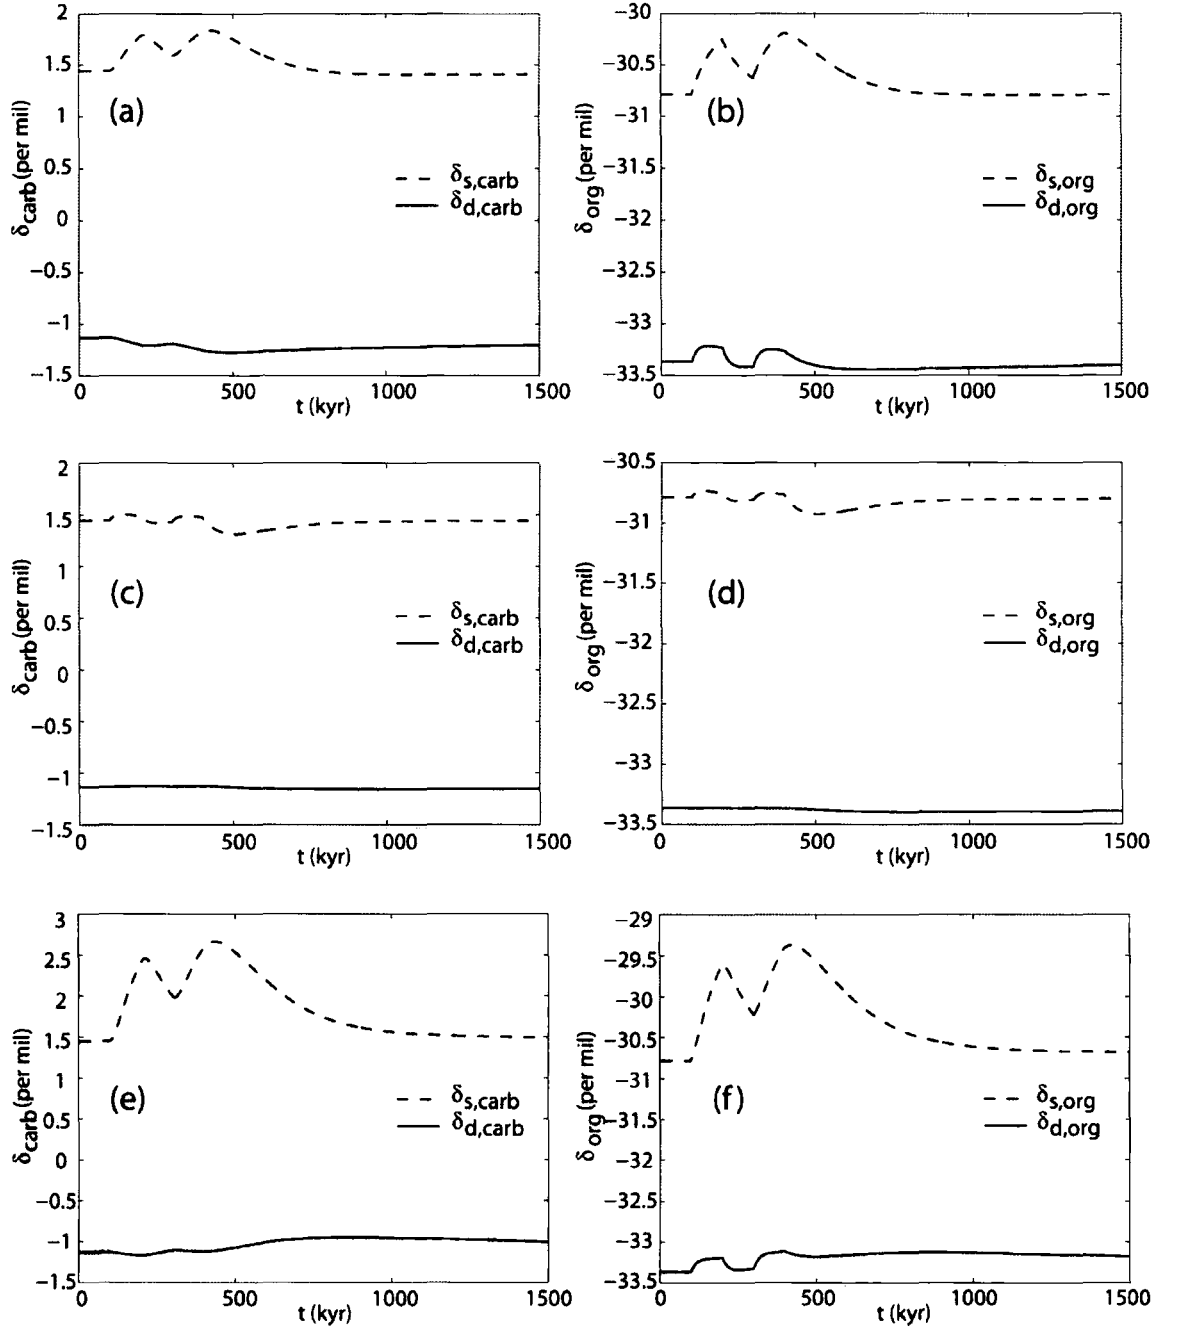 2
1.5
1
0.5
0
−0.5
−1
−1.5
δcarb (per mil)
(a)
δs,carb
δd,carb
0 500 1000 1500
t (kyr)
−30
−30.5
−31
−31.5
−32
−32.5
−33
−33.5
δorg (per mil)
(b)
δs,org
δd,org
0 500 1000 1500
t (kyr)
2
1.5
1
0.5
0
−0.5
−1
−1.5
δcarb (per mil)
(c)
δs,carb
δd,carb
0 500 1000 1500
t (kyr)
−30.5
−31
−31.5
−32
−32.5
−33
−33.5
δorg (per mil)
(d)
δs,org
δd,org
0 500 1000 1500
t (kyr)
3
2.5
2
1.5
1
0.5
0
−0.5
−1
−1.5
δcarb (per mil)
(e)
δs,carb
δd,carb
0 500 1000 1500
t (kyr)
−29
−29.5
−30
−30.5
−31
−31.5
−32
−32.5
−33
−33.5
δorg (per mil)
(f)
δs,org
δd,org
0 500 1000 1500
t (kyr)